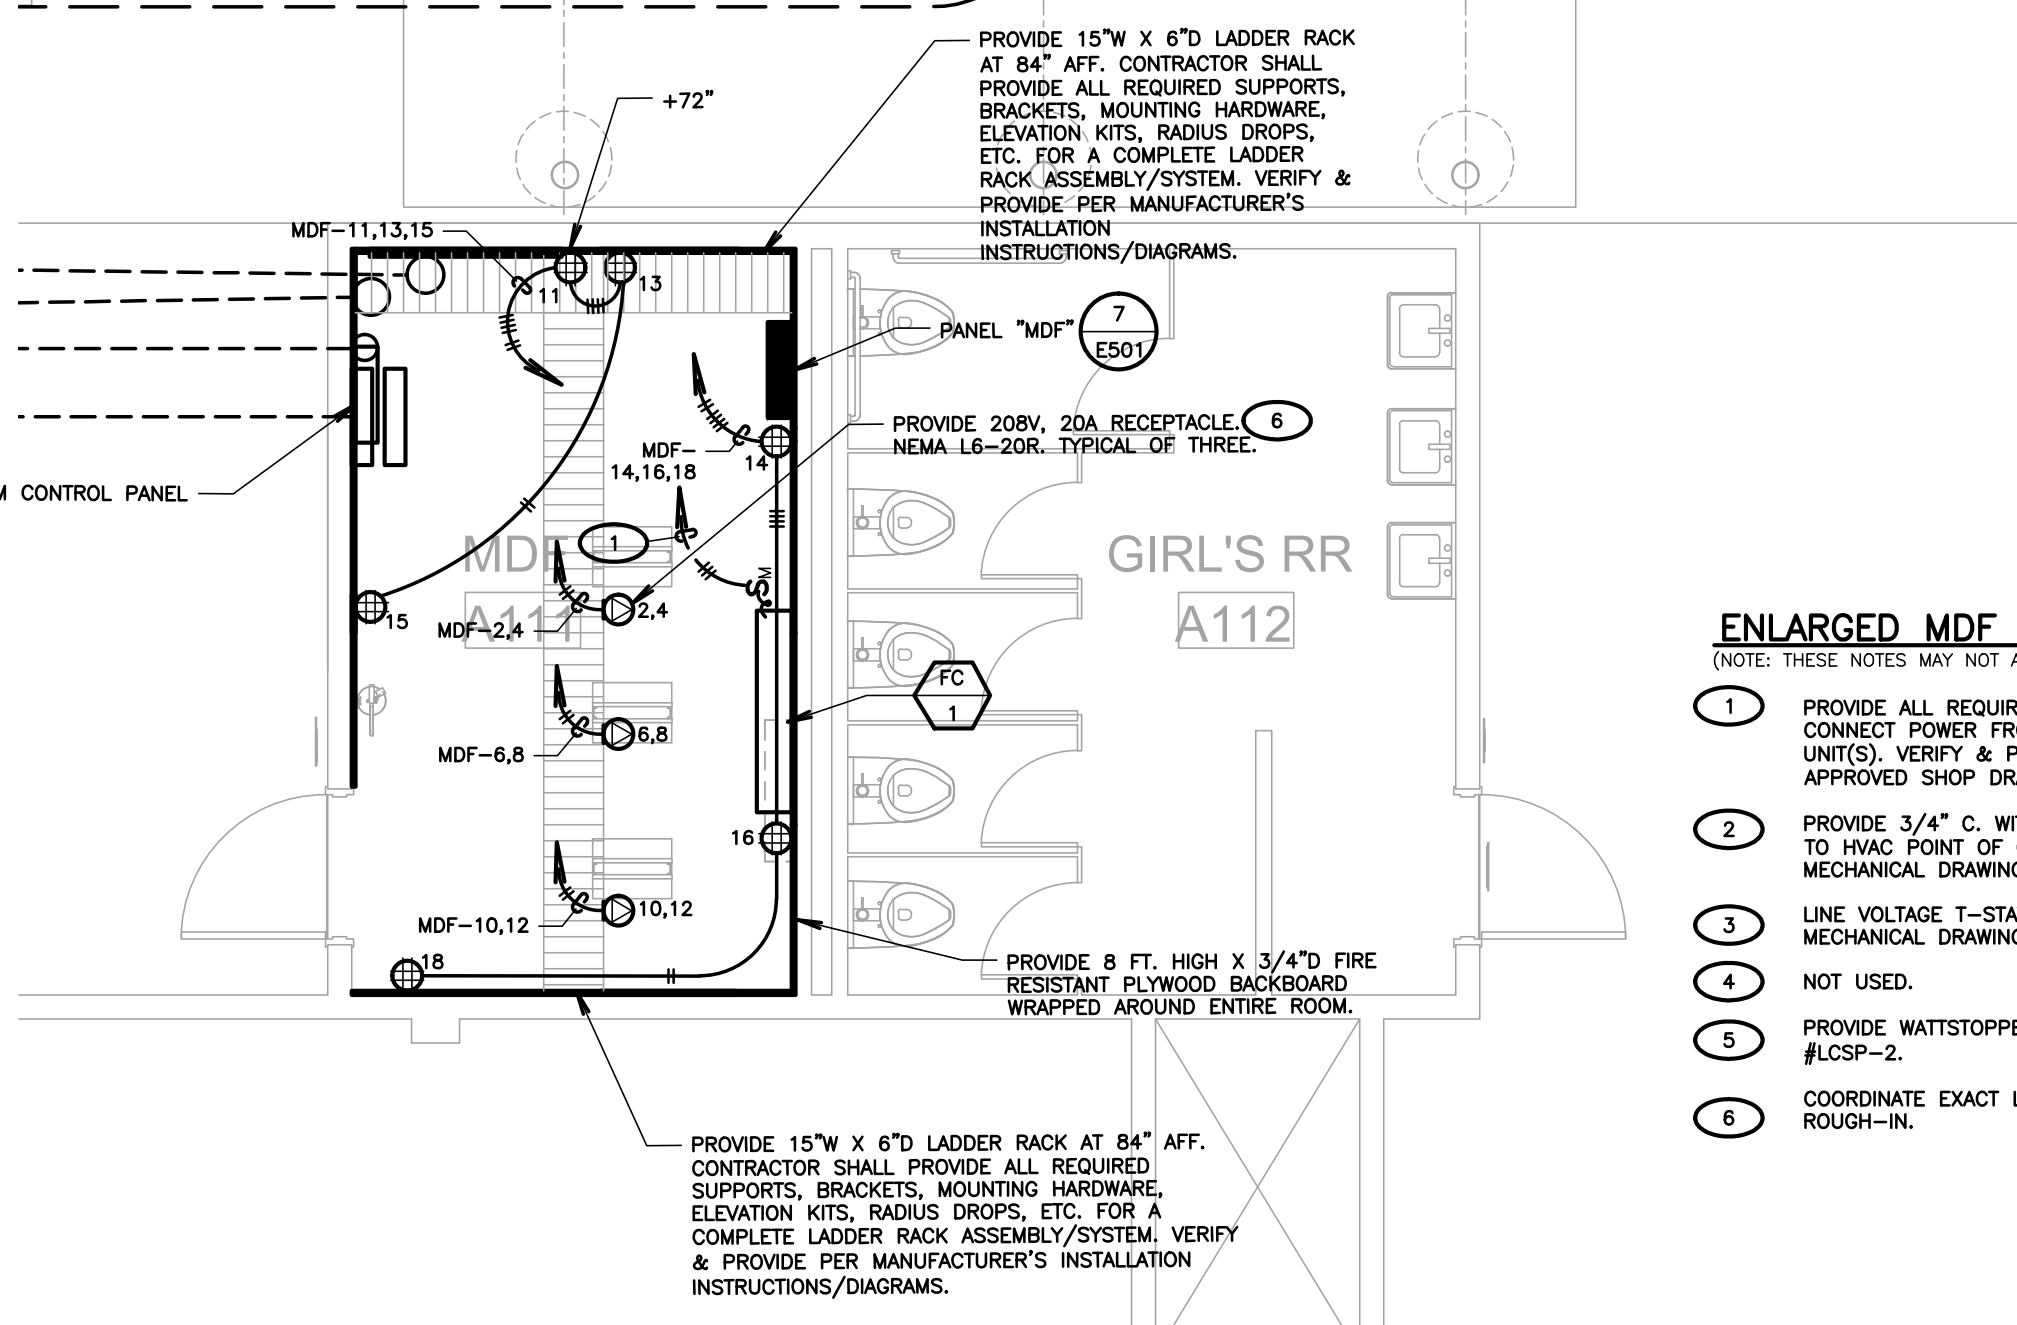 PROVIDE 15"W X 6"D LADDER RACK
AT 84" AFF. CONTRACTOR SHALL
PROVIDE ALL REQUIRED SUPPORTS,
BRACKETS, MOUNTING HARDWARE,
ELEVATION KITS, RADIUS DROPS,
ETC. FOR A COMPLETE LADDER
RACK ASSEMBLY/SYSTEM. VERIFY &
PROVIDE PER MANUFACTURER'S
INSTALLATION
INSTRUCTIONS/DIAGRAMS.
+72"
MDF-11,13,15
11
13
PANEL "MDF"
7
E501
PROVIDE 208V, 20A RECEPTACLE.
NEMA L6-20R. TYPICAL OF THREE.
6
MDF-
14,16,18
14
M CONTROL PANEL
1
MDF
A111
GIRL'S RR
A112
S
M
15
2,4
MDF-2,4
6,8
MDF-6,8
FC
1
16
10,12
MDF-10,12
18
PROVIDE 8 FT. HIGH X 3/4"D FIRE
RESISTANT PLYWOOD BACKBOARD
WRAPPED AROUND ENTIRE ROOM.
PROVIDE 15"W X 6"D LADDER RACK AT 84" AFF.
CONTRACTOR SHALL PROVIDE ALL REQUIRED
SUPPORTS, BRACKETS, MOUNTING HARDWARE,
ELEVATION KITS, RADIUS DROPS, ETC. FOR A
COMPLETE LADDER RACK ASSEMBLY/SYSTEM. VERIFY
& PROVIDE PER MANUFACTURER'S INSTALLATION
INSTRUCTIONS/DIAGRAMS.
ENLARGED MDF
(NOTE: THESE NOTES MAY NOT A
1
PROVIDE ALL REQUIR
CONNECT POWER FRO
UNIT(S). VERIFY & P
APPROVED SHOP DRA
2
PROVIDE 3/4" C. WIT
TO HVAC POINT OF
MECHANICAL DRAWING
3
LINE VOLTAGE T-STA
MECHANICAL DRAWING
4
NOT USED.
5
PROVIDE WATTSTOPPE
#LCSP-2.
6
COORDINATE EXACT L
ROUGH-IN.